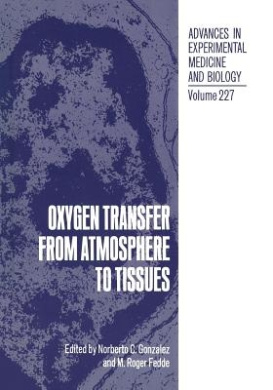 ADVANCES IN
EXPERIMENTAL
MEDICINE
AND BIOLOGY
Volume 227
OXYGEN TRANSFER
FROM ATMOSPHERE
TO TISSUES
Edited by Norberto C. Gonzalez
and M. Roger Fedde